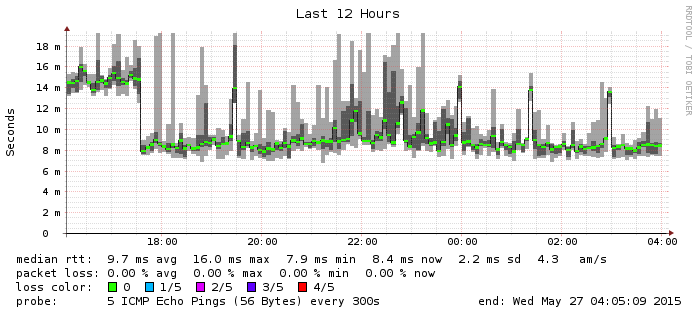 Last 12 Hours
RRDTOOL / TOBI OETIKER
Seconds
18 m
16 m
14 m
12 m
10 m
8 m
6 m
4 m
2 m
0
18:00 20:00 22:00 00:00 02:00 04:00
median rtt: 9.7 ms avg 16.0 ms max 7.9 ms min 8.4 ms now 2.2 ms sd 4.3 am/s
packet loss: 0.00 % avg 0.00 % max 0.00 % min 0.00 % now
loss color: 0 1/5 2/5 3/5 4/5
probe: 5 ICMP Echo Pings (56 Bytes) every 300s end: Wed May 27 04:05:09 2015